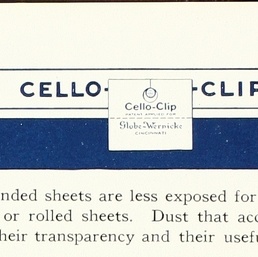 CELLO- -CLIP
Cello-Clip
PATENT APPLIED FOR
Globe-Wernicke
CINCINNATI
nded sheets are less exposed for
or rolled sheets. Dust that acc
heir transparency and their usefu